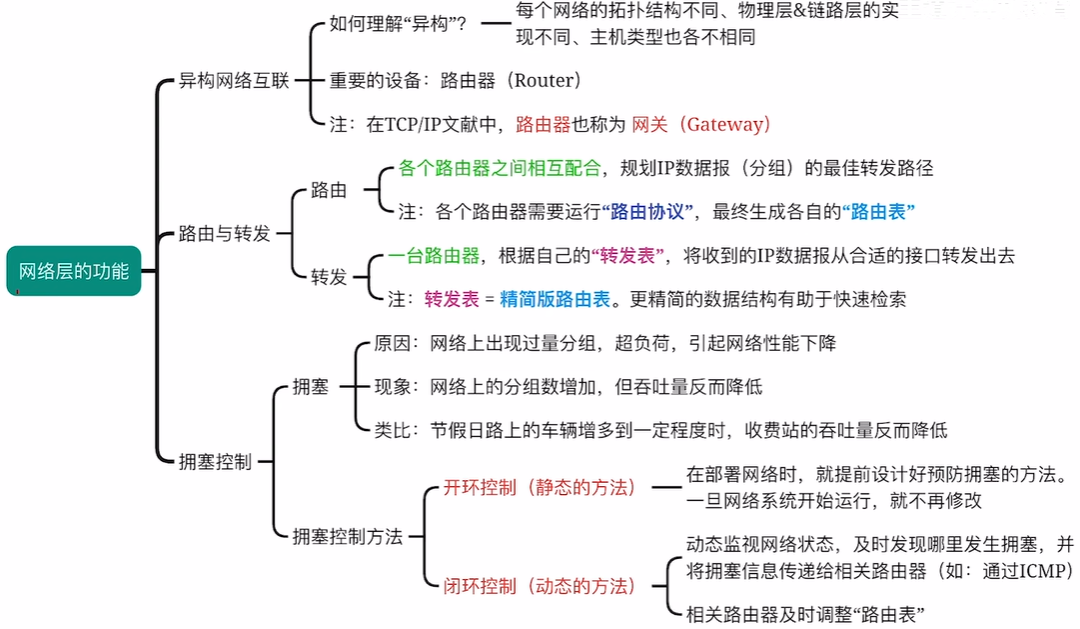 网络层的功能
异构网络互联
如何理解“异构”？
每个网络的拓扑结构不同、物理层&链路层的实
现不同、主机类型也各不相同
重要的设备：路由器（Router）
注：在TCP/IP文献中，路由器也称为 网关（Gateway）
路由与转发
路由
各个路由器之间相互配合，规划IP数据报（分组）的最佳转发路径
注：各个路由器需要运行“路由协议”，最终生成各自的“路由表”
转发
一台路由器，根据自己的“转发表”，将收到的IP数据报从合适的接口转发出去
注：转发表 = 精简版路由表。更精简的数据结构有助于快速检索
拥塞控制
拥塞
原因：网络上出现过量分组，超负荷，引起网络性能下降
现象：网络上的分组数增加，但吞吐量反而降低
类比：节假日路上的车辆增多到一定程度时，收费站的吞吐量反而降低
拥塞控制方法
开环控制（静态的方法）
在部署网络时，就提前设计好预防拥塞的方法。
一旦网络系统开始运行，就不再修改
闭环控制（动态的方法）
动态监视网络状态，及时发现哪里发生拥塞，并
将拥塞信息传递给相关路由器（如：通过ICMP）
相关路由器及时调整“路由表”